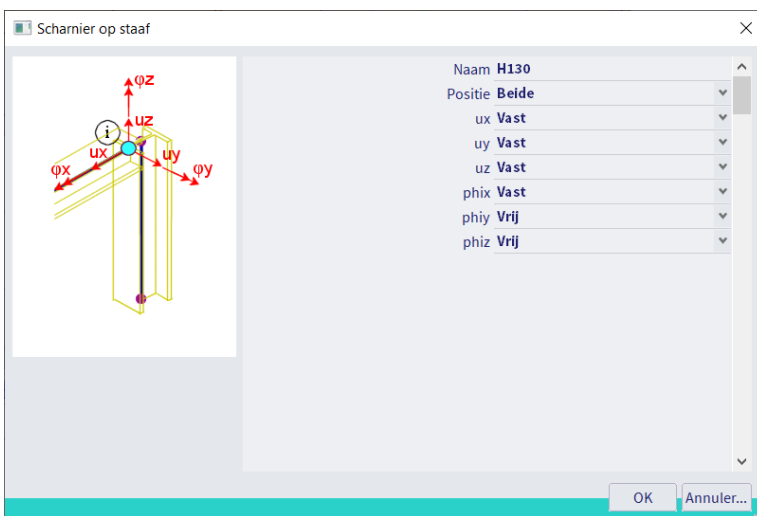 Scharnier op staaf
φz
uz
i
ux
uy
φx
φy
Naam H130
Positie Beide
ux Vast
uy Vast
uz Vast
phix Vast
phiy Vrij
phiz Vrij
OK Annuler...